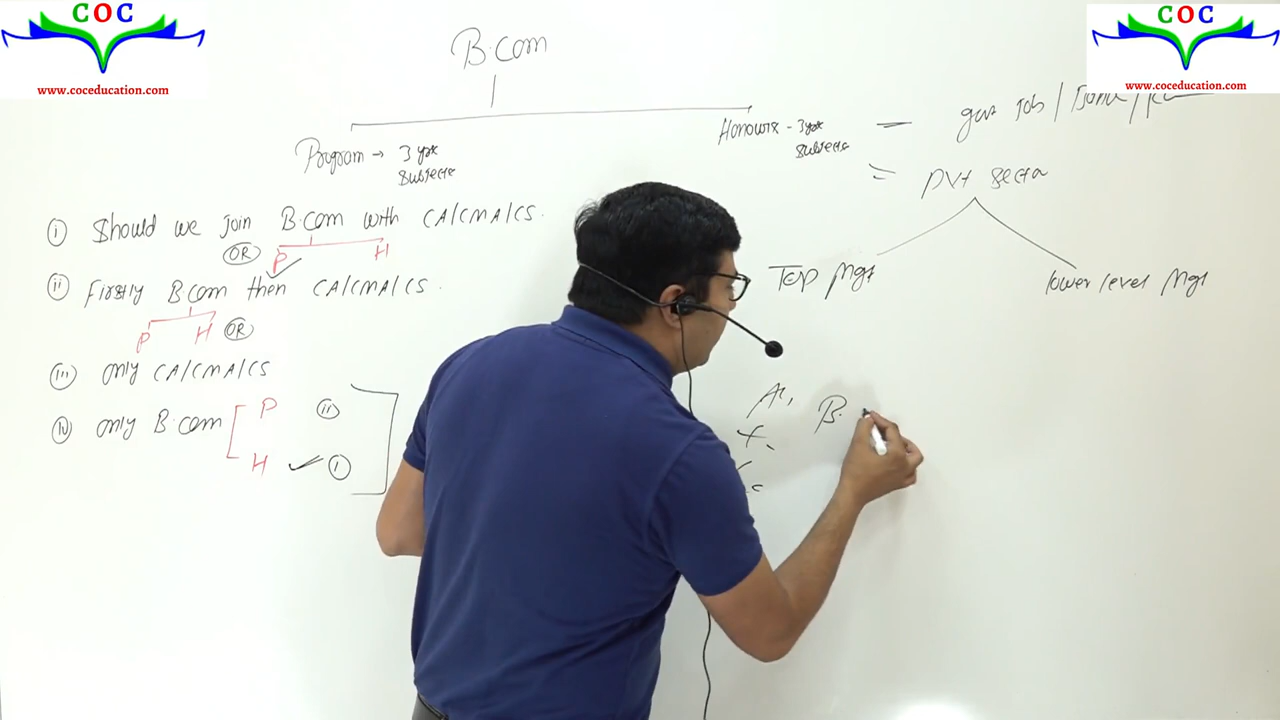 COC
www.coceducation.com
COC
www.coceducation.com
B.com
Program → 3 year
Subjects
Honours - 3 year
Subjects
- govt Job / Bank /
= Pvt Sector
Top Mgt
lower level Mgt
(i) Should we join B.com with CA/CMA/CS.
OR P H
(ii) Firstly B.com then CA/CMA/CS.
P H OR
(iii) only CA/CMA/CS
(iv) only B.com P (ii)
H ✓ (i)
B.